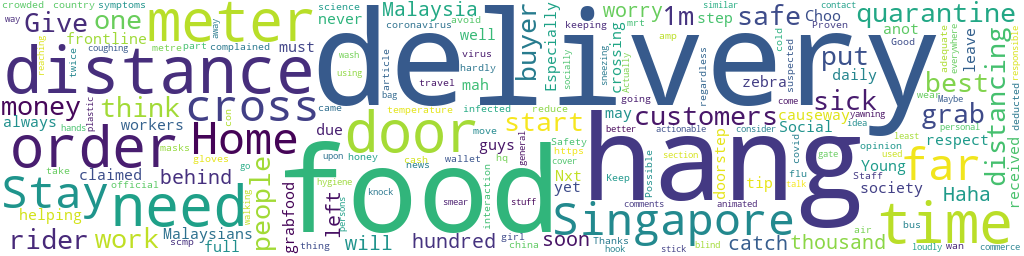 crowded country symptoms
way
Give one
frontline
coughing
twice
meter
away
science
particle
never
Malaysia
coronavirus
step
delivery
buyer
Especially
sneezing
crossing
worry
1m
safe
Choo
Proven
similar
avoid
keeping
mrt
amp
well
virus
mah
hardly
Actually
socially
complained
part
metre
quarantine
anot
Good
contact
everywhere
adequate
responsible
put
best
leave
daily
wear
Maybe
distancing
deducted
suspected
cold
regardless
zebra
distance
reaching
must
wash
using
bag
travel
going
come
yawning
sick
grab
idea
personal
received
money
plastic
think
cross
came
temperature
infected
reduce
customers
causeway
Social
may
start
due
move
better
actionable
consider
Safety
opinion
least
respect
always
hands
workers
Home
con
door
guys
upon
honey
https
doorstep
covid
gate
used
order
masks
gloves
cash
wallet
hq
general
cover
section
tip
flu
talk
Young
Staff
society
far
Haha
take
claimed
behind
go
people
news
food
interaction
Nxt
yet
Possible
Keep
hang
Stay
need
official
walking
grabfood
left
hygiene
persons
knock
smear
stuff
Singapore
comments
animated
time
helping
Malaysians
rider
work
scmp
full
thing
will
hundred
china
girl
soon
Thanks
hook
stick
catch
blind
thousand
air
bus
loudly
wan
commerce